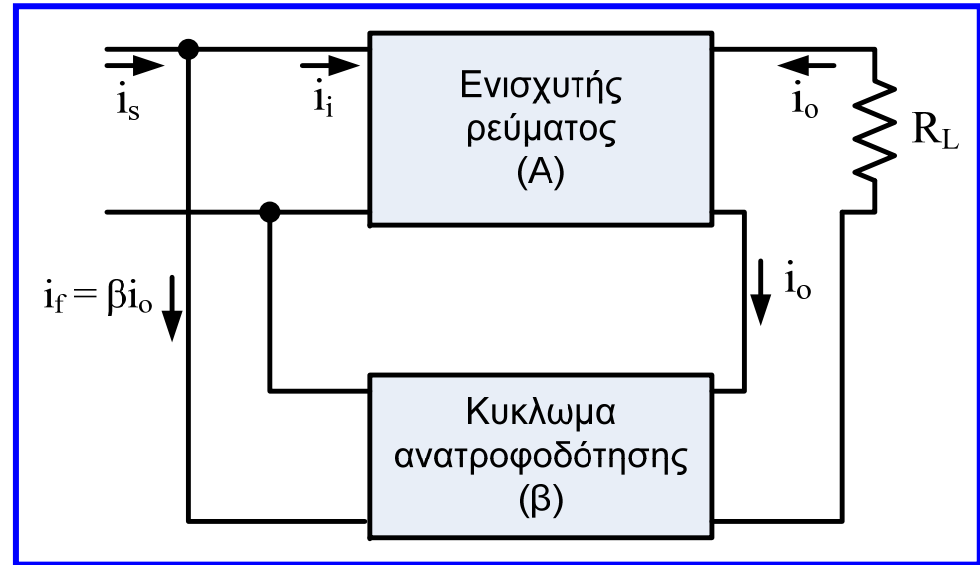 Ενισχυτής
ρεύματος
(Α)
i_s
i_i
i_o
R_L
i_f = βi_o
i_o
Κυκλωμα
ανατροφοδότησης
(β)